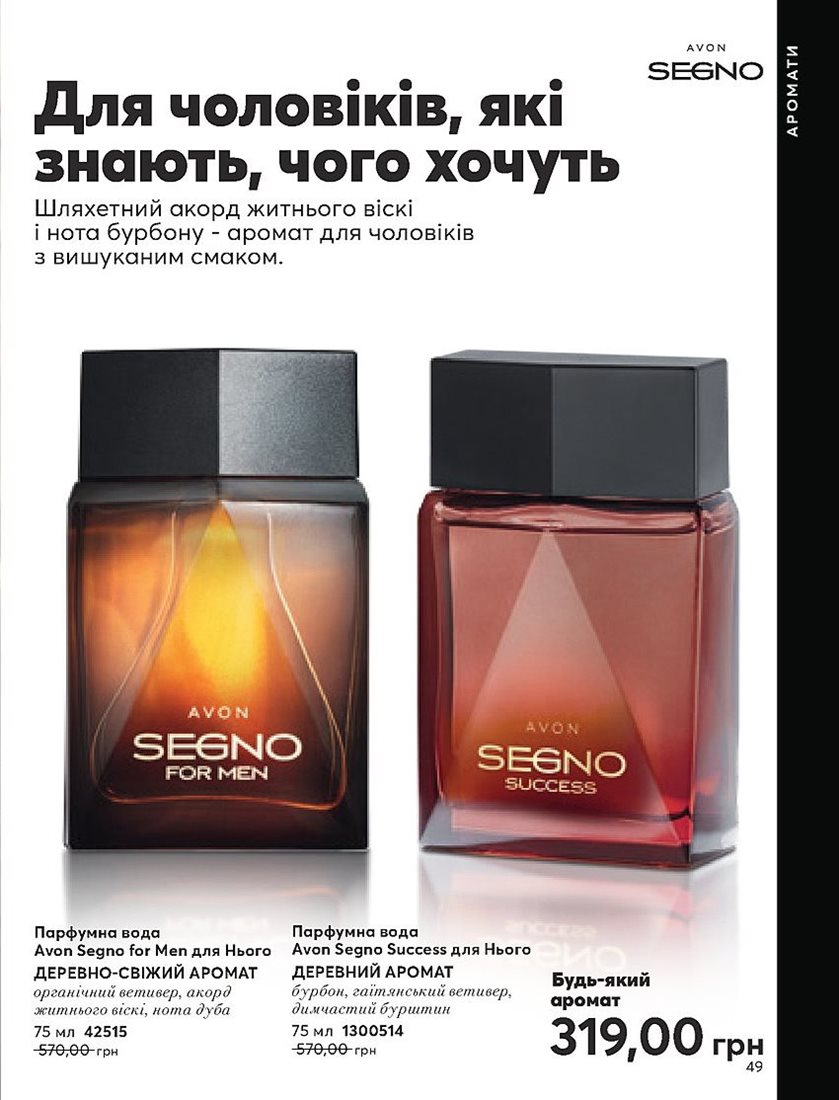 AVON
SEGNO
АРОМАТИ
Для чоловіків, які
знають, чого хочуть
Шляхетний акорд житнього віскі
і нота бурбону - аромат для чоловіків
з вишуканим смаком.
AVON
SEGNO
FOR MEN
AVON
SEGNO
SUCCESS
Парфумна вода
Avon Segno for Men для Нього
ДЕРЕВНО-СВІЖИЙ АРОМАТ
органічний ветивер, акорд
житнього віскі, нота дуба
75 мл 42515
570,00 грн
Парфумна вода
Avon Segno Success для Нього
ДЕРЕВНИЙ АРОМАТ
бурбон, гаїтянський ветивер,
димчастий бурштин
75 мл 1300514
570,00 грн
Будь-який
аромат
319,00 грн
49